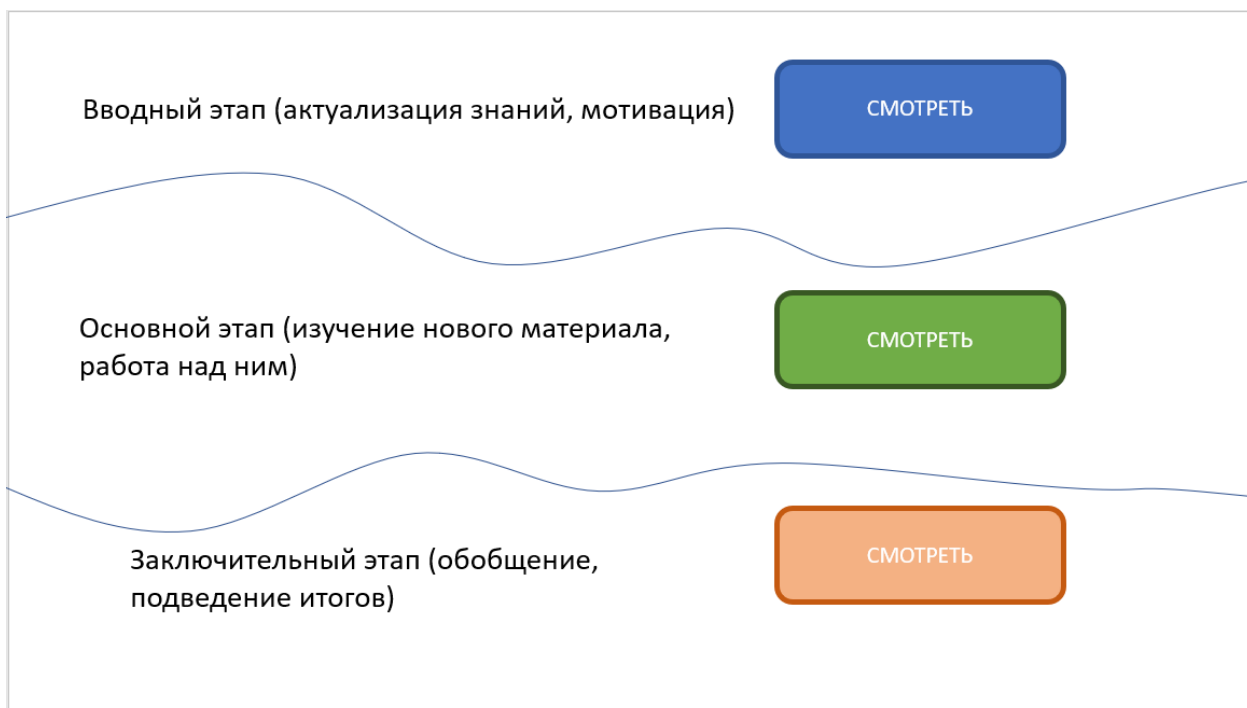 Вводный этап (актуализация знаний, мотивация)
СМОТРЕТЬ
Основной этап (изучение нового материала,
работа над ним)
СМОТРЕТЬ
Заключительный этап (обобщение,
подведение итогов)
СМОТРЕТЬ